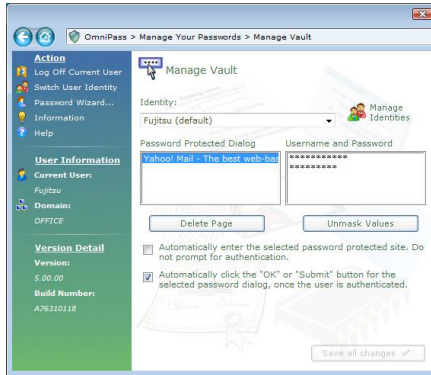 OmniPass > Manage Your Passwords > Manage Vault
Action
Log Off Current User
Switch User Identity
Password Wizard...
Information
Help
User Information
Current User:
Fujitsu
Domain:
OFFICE
Version Detail
Version:
5.00.00
Build Number:
A76310118
Manage Vault
Identity:
Fujitsu (default)
Manage
Identities
Password Protected Dialog
Username and Password
Yahoo! Mail - The best web-bas
***********
*********
Delete Page
Unmask Values
Automatically enter the selected password protected site. Do
not prompt for authentication.
Automatically click the "OK" or "Submit" button for the
selected password dialog, once the user is authenticated.
Save all changes ✓